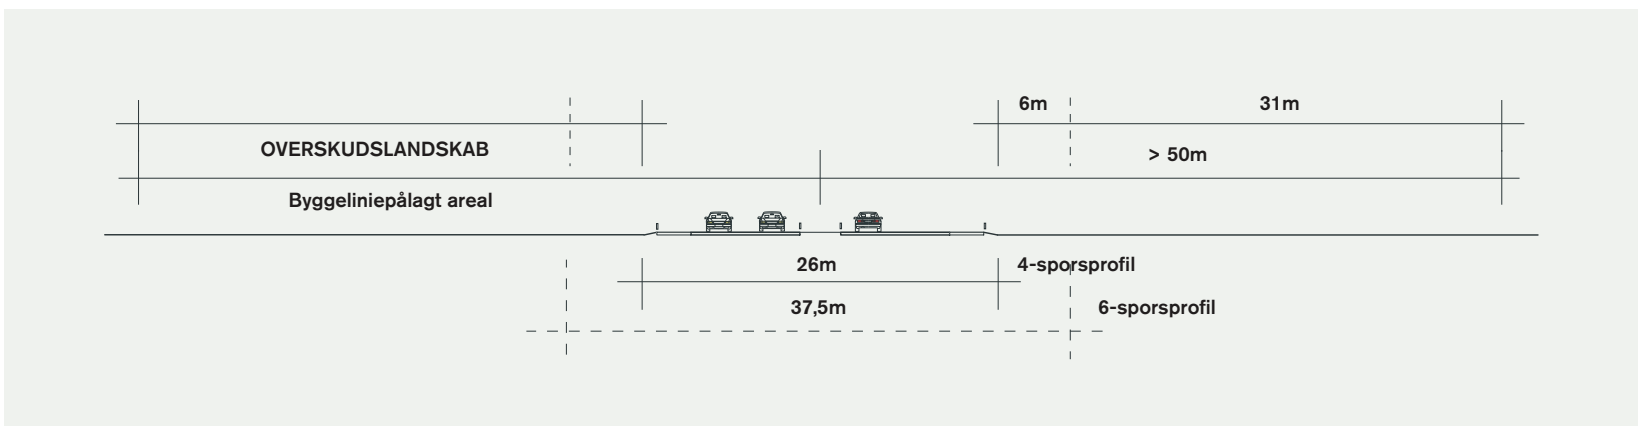 6m
31m
OVERSKUDSLANDSKAB
> 50m
Byggeliniepålagt areal
26m
4-sporsprofil
37,5m
6-sporsprofil